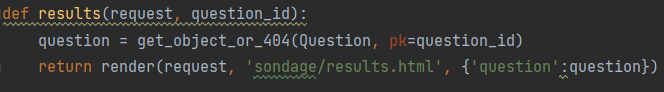 def results(request, question_id):
    question = get_object_or_404(Question, pk=question_id)
    return render(request, 'sondage/results.html', {'question':question})